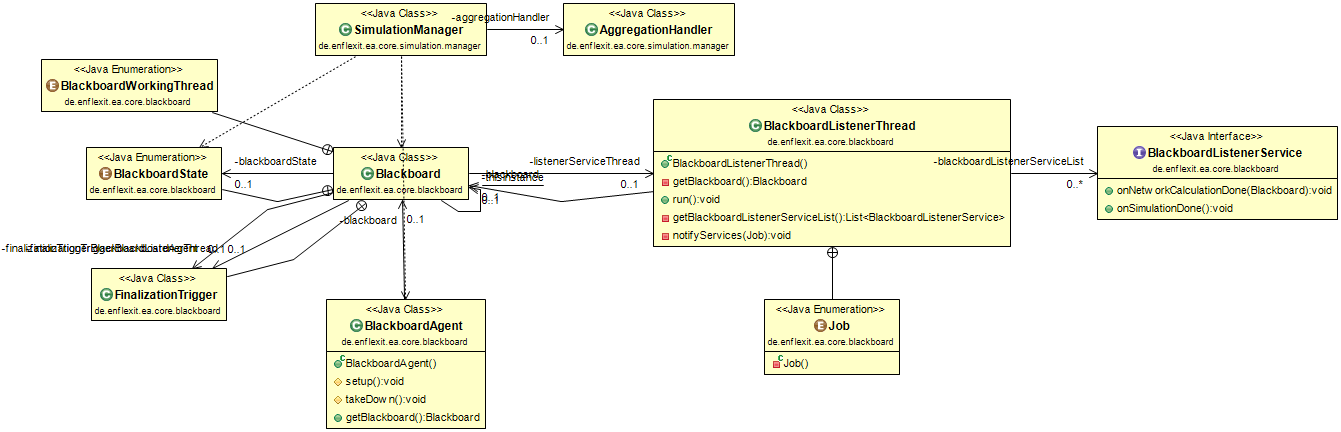 <<Java Class>>
SimulationManager
de.enflexit.ea.core.simulation.manager
-aggregationHandler
0..1
<<Java Class>>
AggregationHandler
de.enflexit.ea.core.simulation.manager
<<Java Enumeration>>
BlackboardWorkingThread
de.enflexit.ea.core.blackboard
<<Java Enumeration>>
BlackboardState
de.enflexit.ea.core.blackboard
-blackboardState
0..1
<<Java Class>>
Blackboard
de.enflexit.ea.core.blackboard
-listenerServiceThread
0..1
-blackboard
-thisInstance
0..1
0..1
<<Java Class>>
BlackboardListenerThread
de.enflexit.ea.core.blackboard
BlackboardListenerThread()
getBlackboard():Blackboard
run():void
getBlackboardListenerServiceList():List<BlackboardListenerService>
notifyServices(Job):void
-blackboardListenerServiceList
0..*
<<Java Interface>>
BlackboardListenerService
de.enflexit.ea.core.blackboard
onNetw orkCalculationDone(Blackboard):void
onSimulationDone():void
-blackboard
0..1
0..1
0..1
<<Java Class>>
FinalizationTrigger
de.enflexit.ea.core.blackboard
<<Java Class>>
BlackboardAgent
de.enflexit.ea.core.blackboard
BlackboardAgent()
setup():void
takeDow n():void
getBlackboard():Blackboard
<<Java Enumeration>>
Job
de.enflexit.ea.core.blackboard
Job()